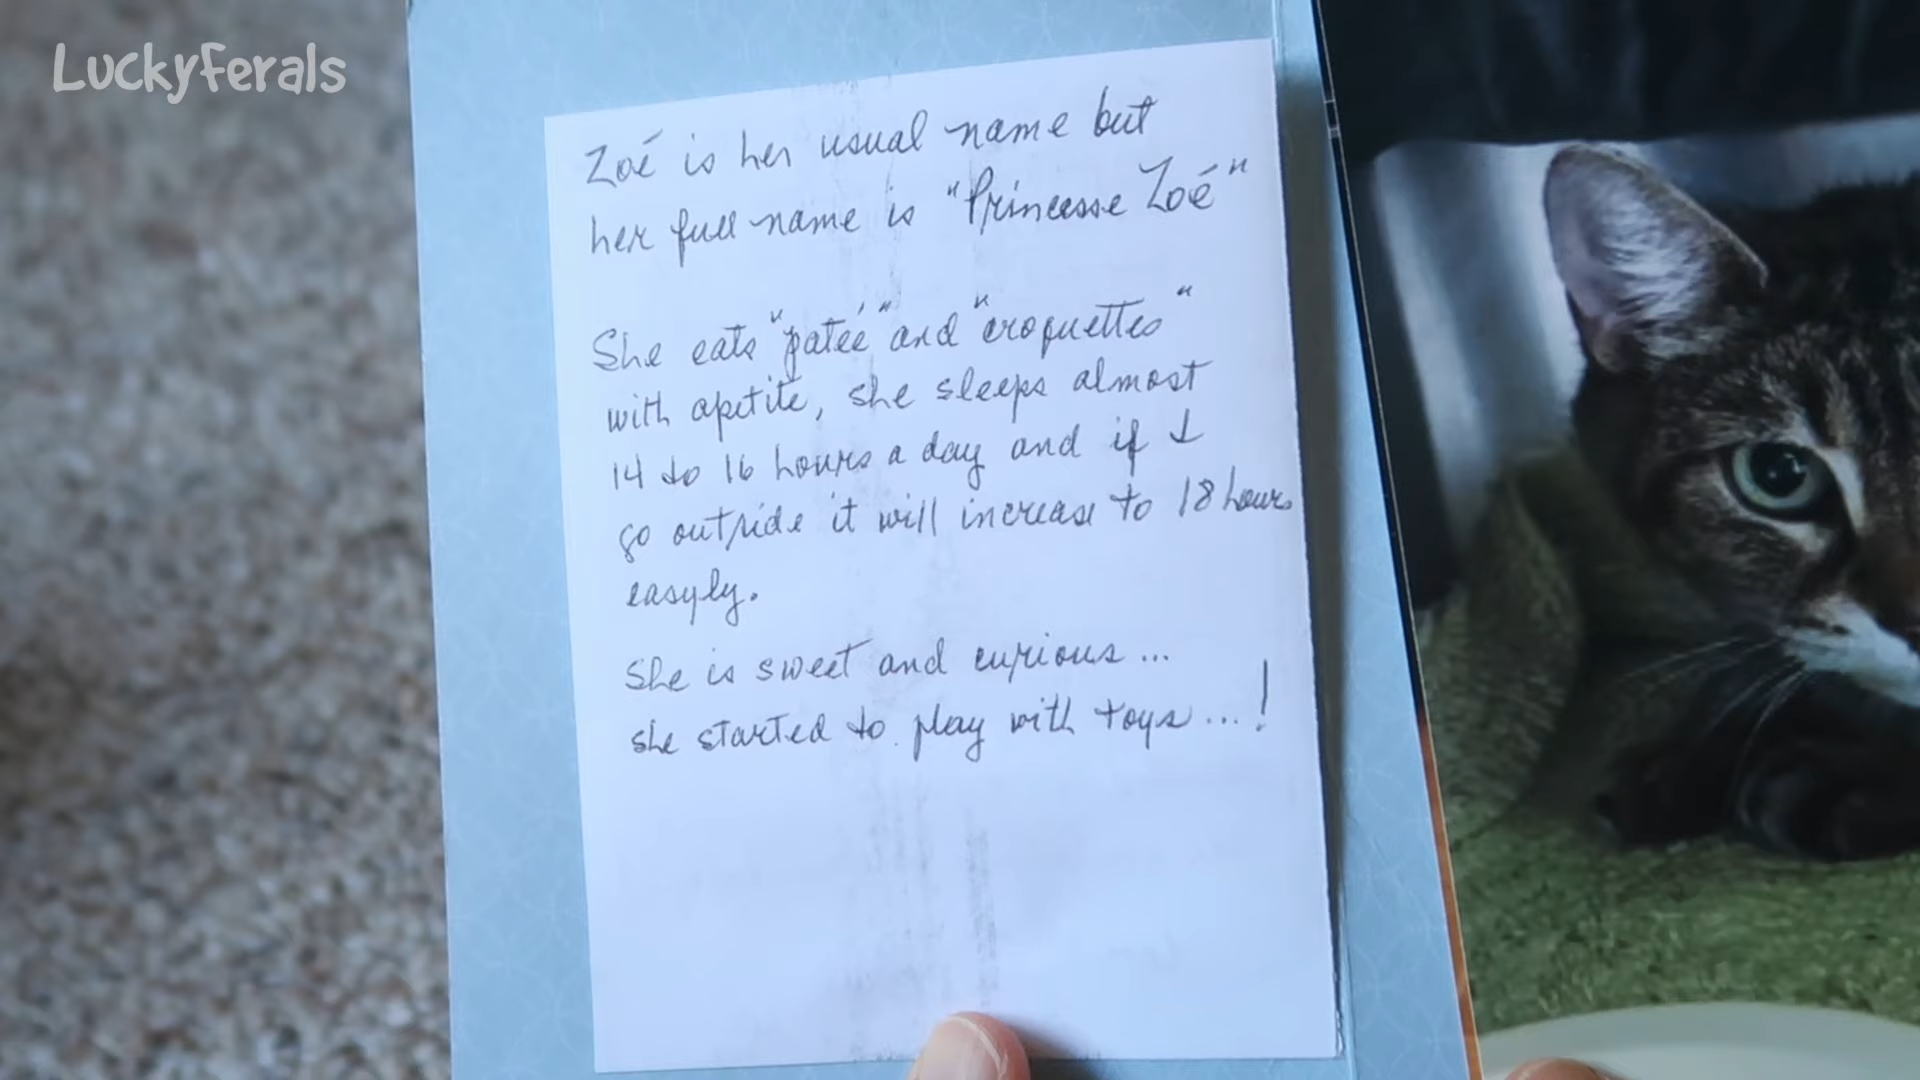 Luckyferals
Zoé is her usual name but
her full name is "Princesse Zoé"
She eats "patéé" and "croquettes"
with apetite, she sleeps almost
14 to 16 hours a day and if I
go outside it will increase to 18 hours
easyly.
She is sweet and curious...
she started to play with toys...!